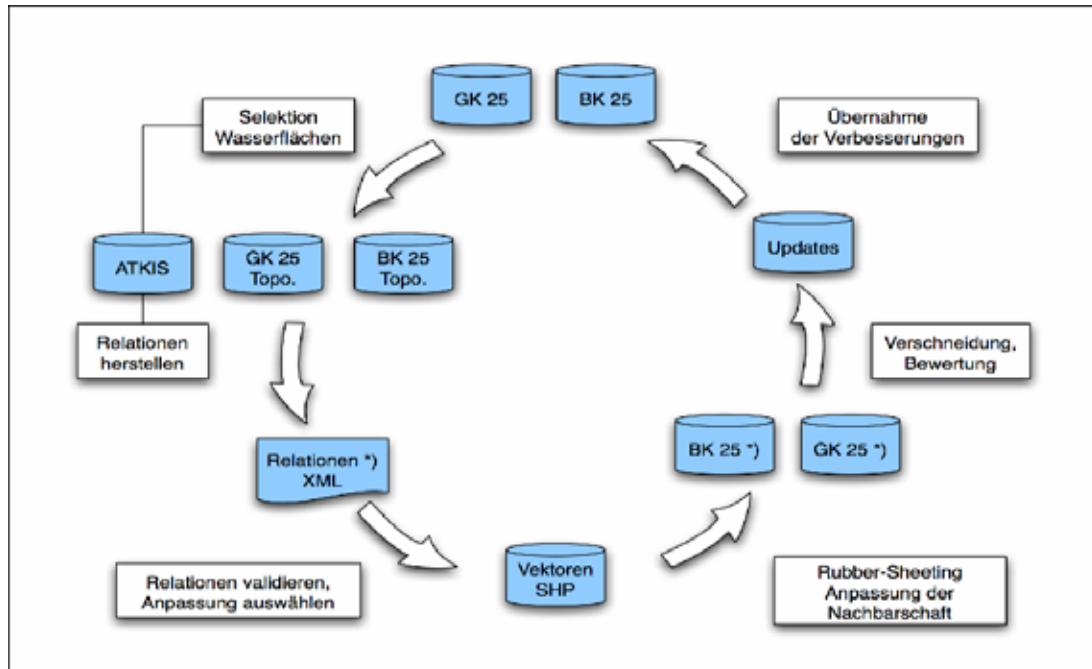 GK 25
BK 25
Selektion
Wasserflächen
Übernahme
der Verbesserungen
ATKIS
GK 25
Topo.
BK 25
Topo.
Updates
Relationen
herstellen
Verschneidung,
Bewertung
Relationen *)
XML
BK 25 *)
GK 25 *)
Vektoren
SHP
Relationen validieren,
Anpassung auswählen
Rubber-Sheeting
Anpassung der
Nachbarschaft